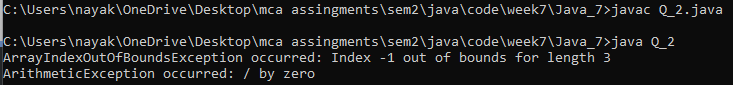 C:\Users\nayak\OneDrive\Desktop\mca assingments\sem2\java\code\week7\Java_7>javac Q_2.java
C:\Users\nayak\OneDrive\Desktop\mca assingments\sem2\java\code\week7\Java_7>java Q_2
ArrayIndexOutOfBoundsException occurred: Index -1 out of bounds for length 3
ArithmeticException occurred: / by zero